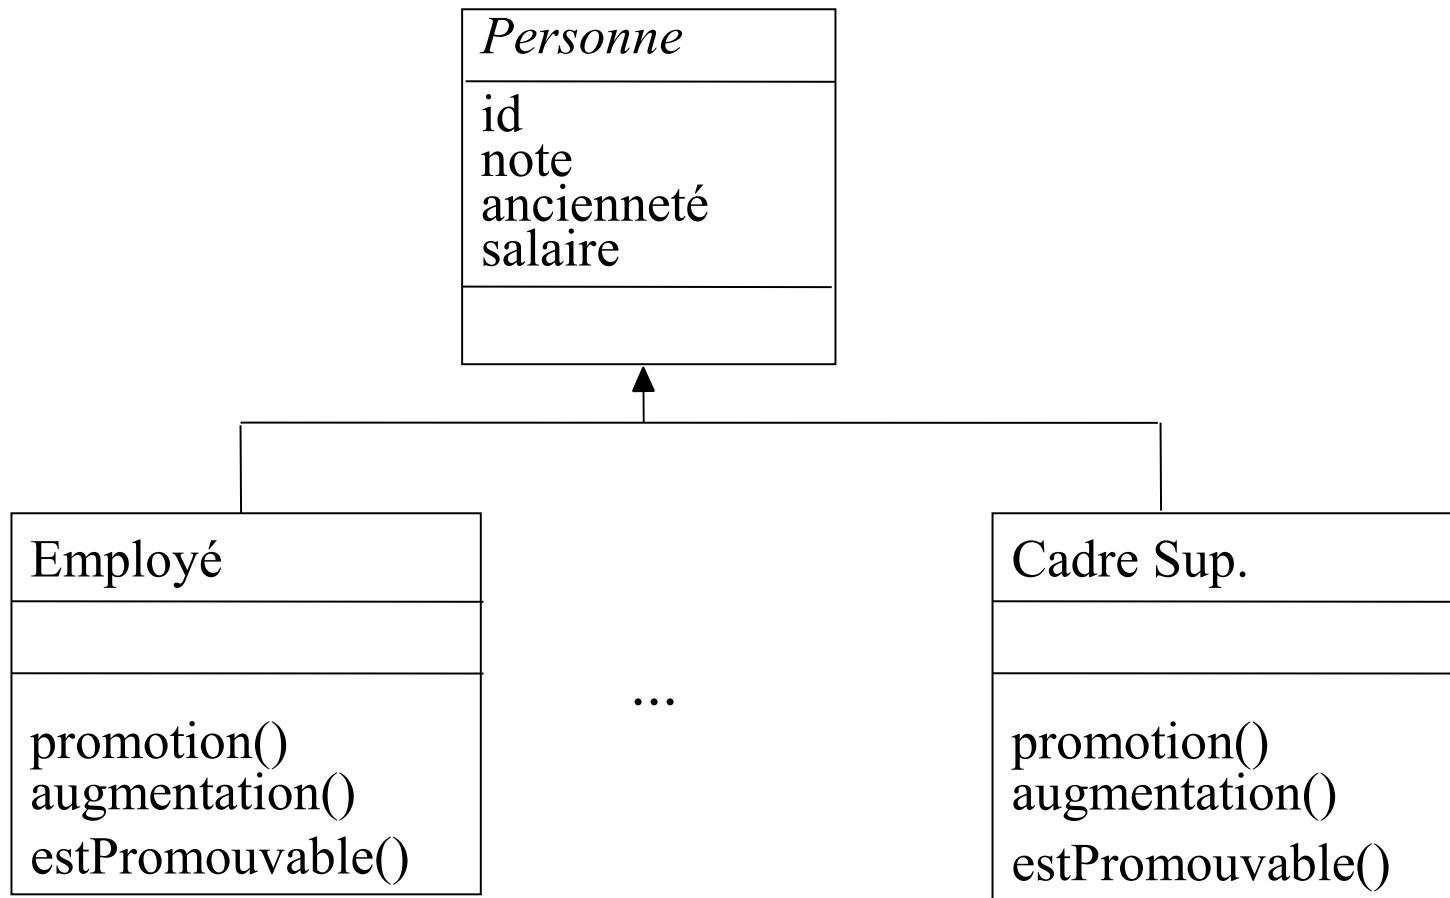 Personne
id
note
ancienneté
salaire
Employé
promotion()
augmentation()
estPromouvable()
...
Cadre Sup.
promotion()
augmentation()
estPromouvable()